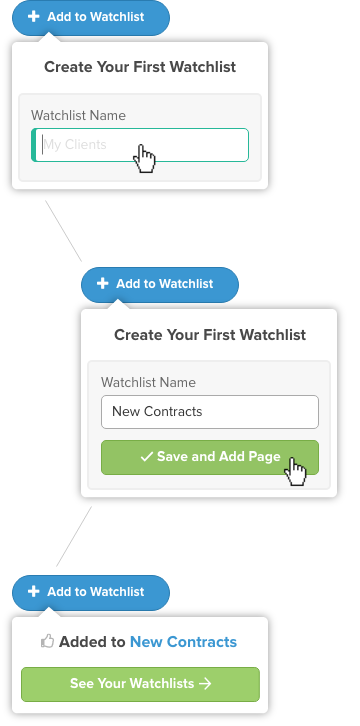 Add to Watchlist
Create Your First Watchlist
Watchlist Name
My Clients
Add to Watchlist
Create Your First Watchlist
Watchlist Name
New Contracts
Save and Add Page
Add to Watchlist
Added to New Contracts
See Your Watchlists →